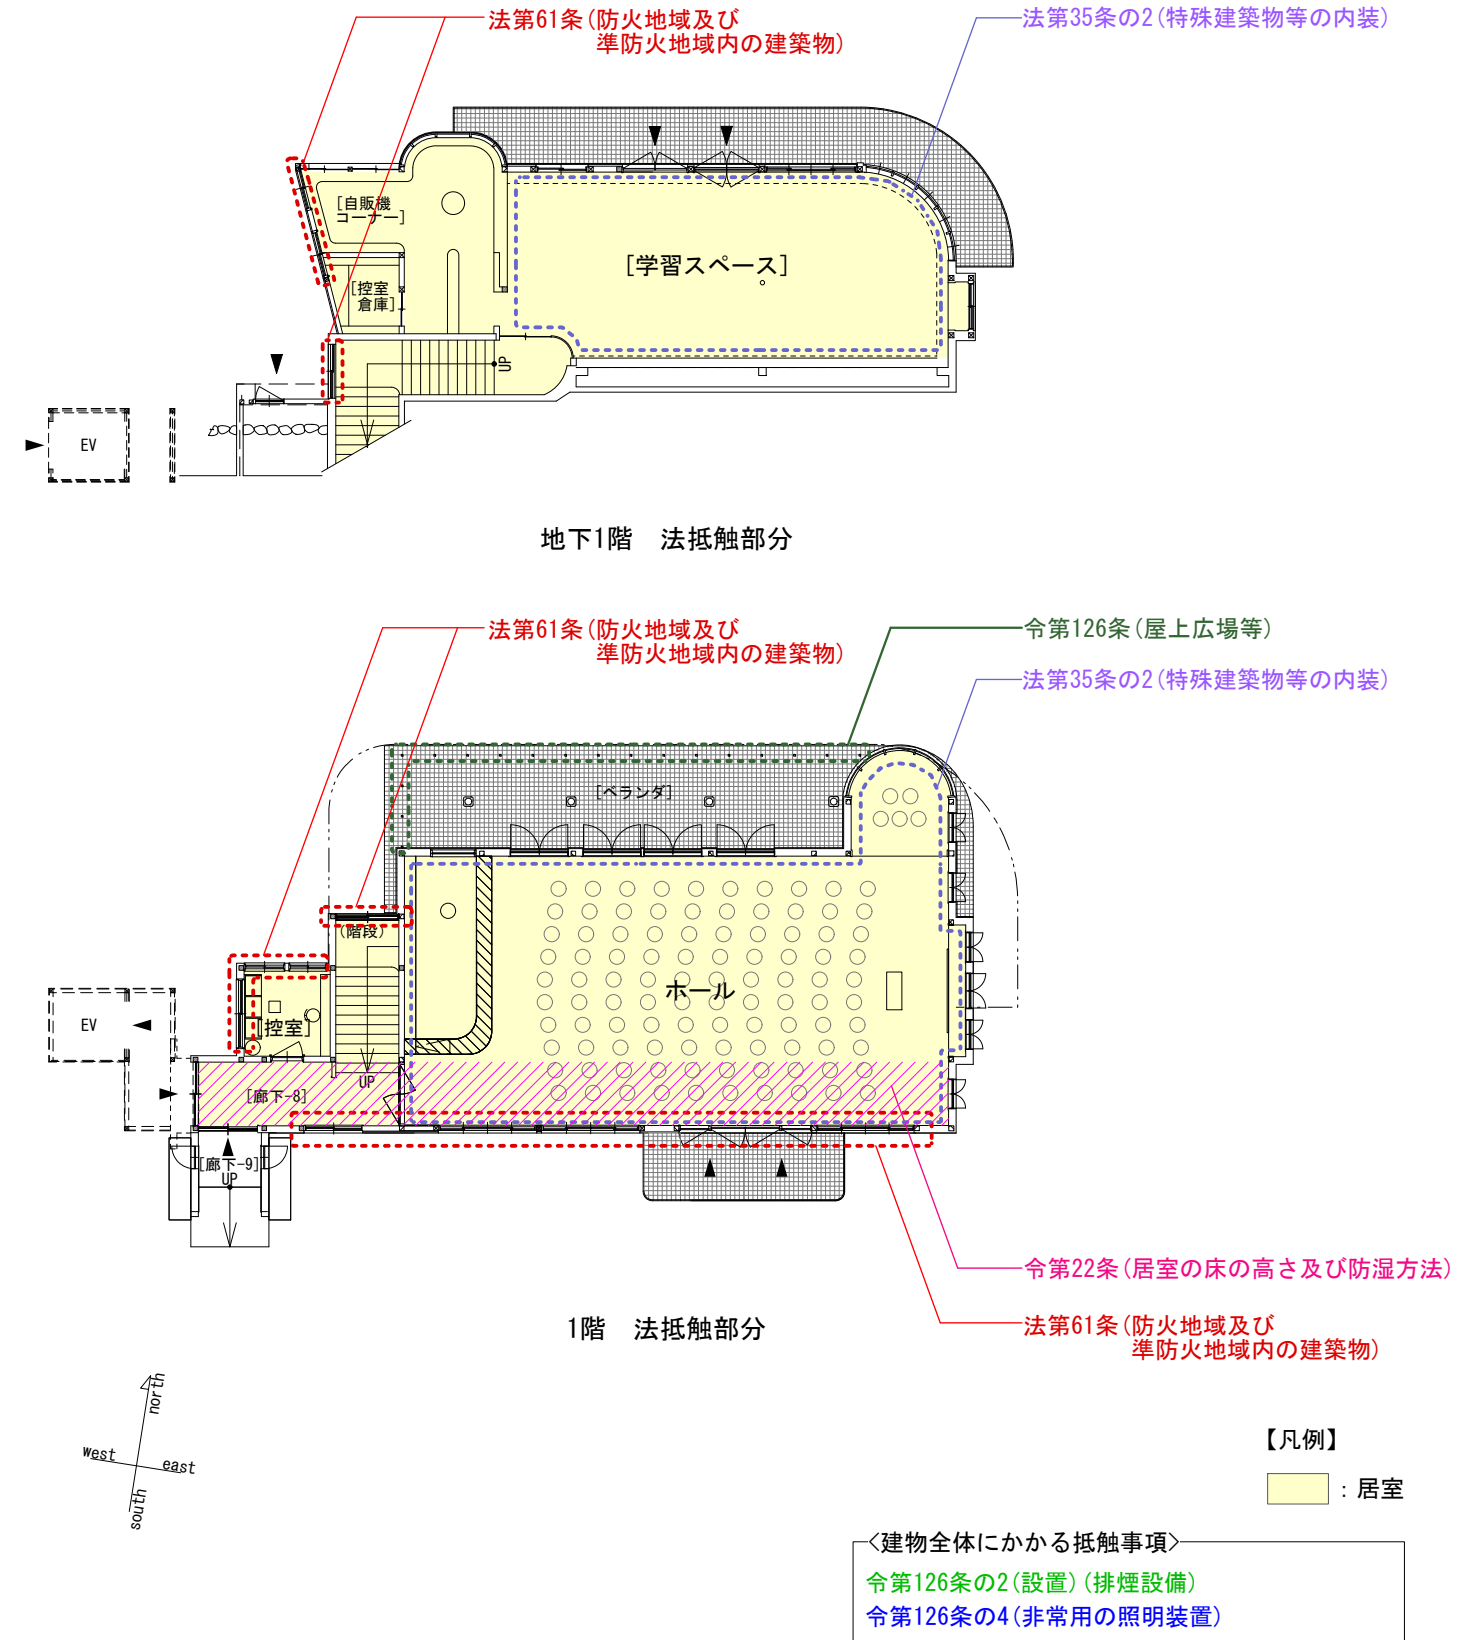 法第61条(防火地域及び
準防火地域内の建築物)
法第35条の2(特殊建築物等の内装)
[自販機
コーナー]
[学習スペース]
[控室
倉庫]
UP
EV
地下1階　法抵触部分
法第61条(防火地域及び
準防火地域内の建築物)
令第126条(屋上広場等)
法第35条の2(特殊建築物等の内装)
[ベランダ]
(階段)
ホール
EV
[控室]
UP
[廊下-8]
[廊下-9]
UP
令第22条(居室の床の高さ及び防湿方法)
法第61条(防火地域及び
準防火地域内の建築物)
1階　法抵触部分
north
west
east
south
【凡例】
：居室
<建物全体にかかる抵触事項>
令第126条の2(設置)(排煙設備)
令第126条の4(非常用の照明装置)